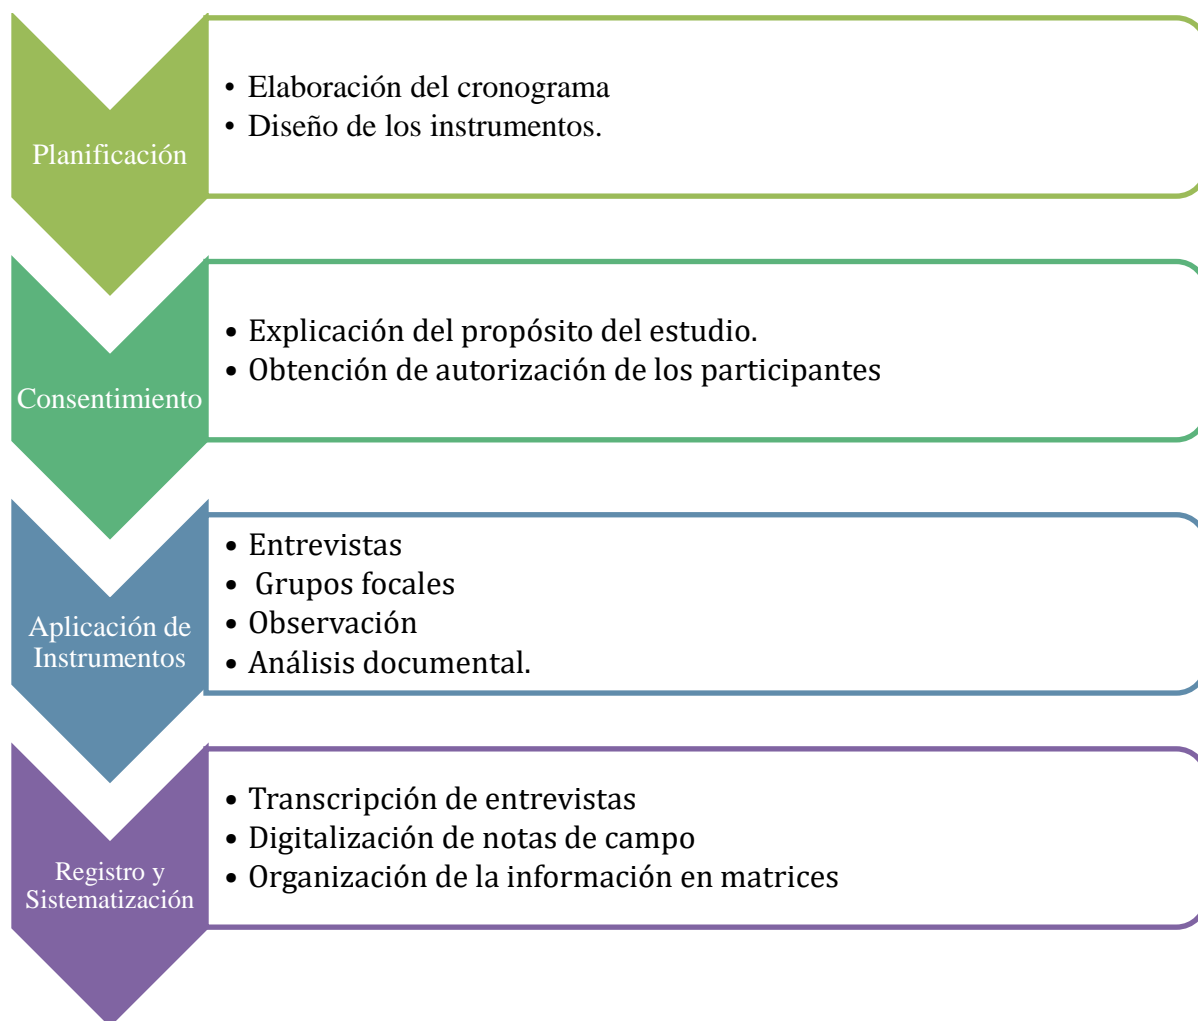 Planificación
• Elaboración del cronograma
• Diseño de los instrumentos.
Consentimiento
• Explicación del propósito del estudio.
• Obtención de autorización de los participantes
Aplicación de
Instrumentos
• Entrevistas
• Grupos focales
• Observación
• Análisis documental.
Registro y
Sistematización
• Transcripción de entrevistas
• Digitalización de notas de campo
• Organización de la información en matrices